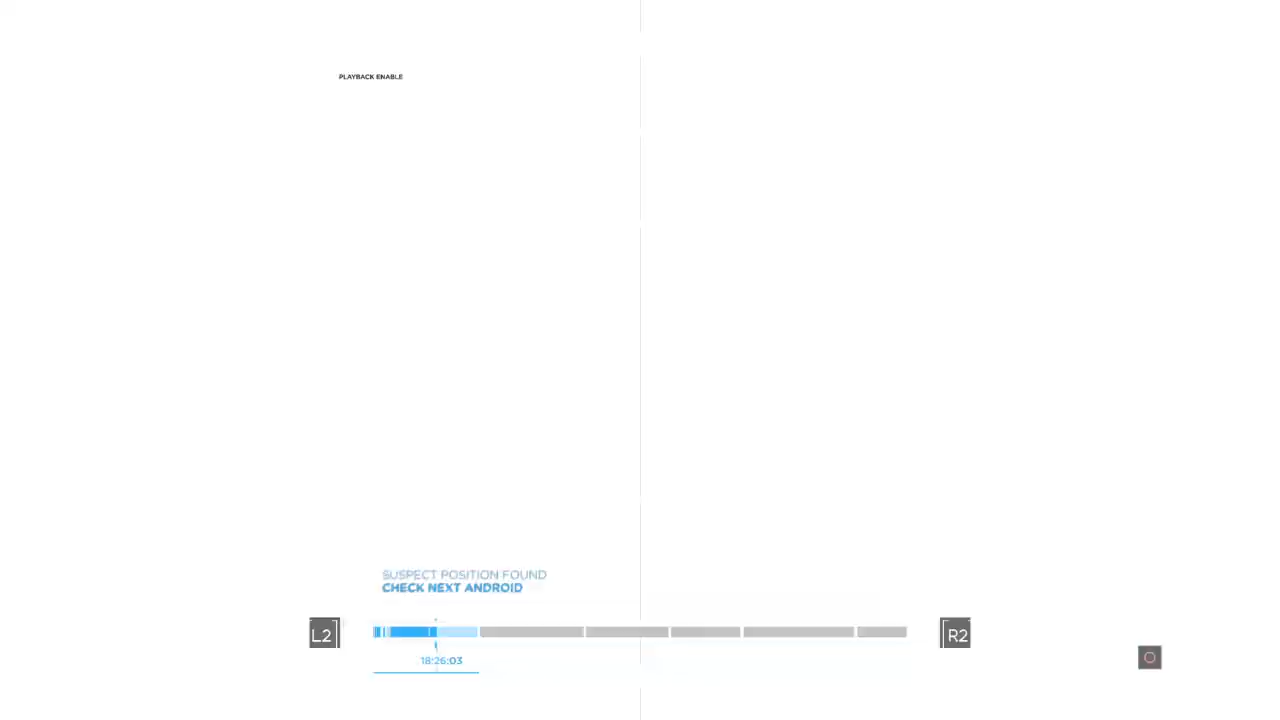 PLAYBACK ENABLE
SUSPECT POSITION FOUND
CHECK NEXT ANDROID
L2
R2
18:26:03